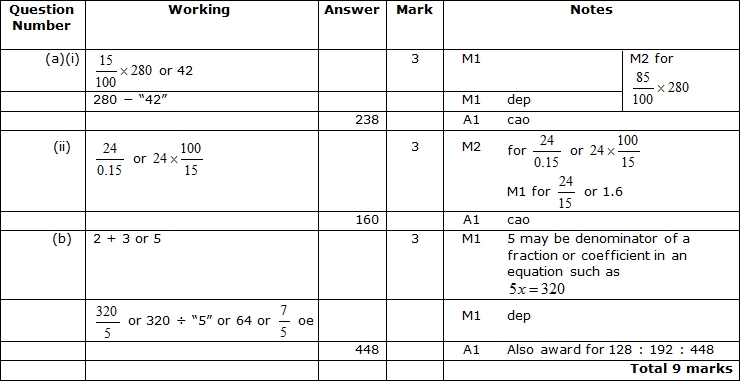 Question Number Working Answer Mark Notes
(a)(i) 15/100 × 280 or 42 3 M1 M2 for 85/100 × 280
280 − “42” M1 dep
238 A1 cao
(ii) 24/0.15 or 24 × 100/15 3 M2 for 24/0.15 or 24 × 100/15
M1 for 24/15 or 1.6
160 A1 cao
(b) 2 + 3 or 5 3 M1 5 may be denominator of a
fraction or coefficient in an
equation such as
5x = 320
320/5 or 320 ÷ “5” or 64 or 7/5 oe M1 dep
448 A1 Also award for 128 : 192 : 448
Total 9 marks